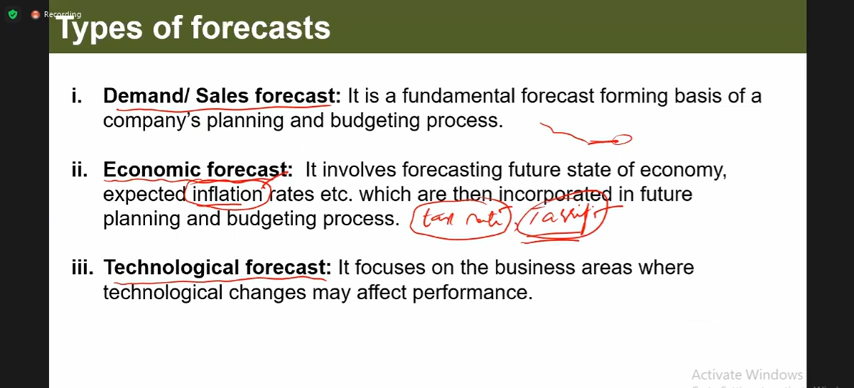 Recording
Types of forecasts
i. Demand/ Sales forecast: It is a fundamental forecast forming basis of a
company's planning and budgeting process.
ii. Economic forecast: It involves forecasting future state of economy,
expected inflation rates etc. which are then incorporated in future
planning and budgeting process.
iii. Technological forecast: It focuses on the business areas where
technological changes may affect performance.
Activate Windows